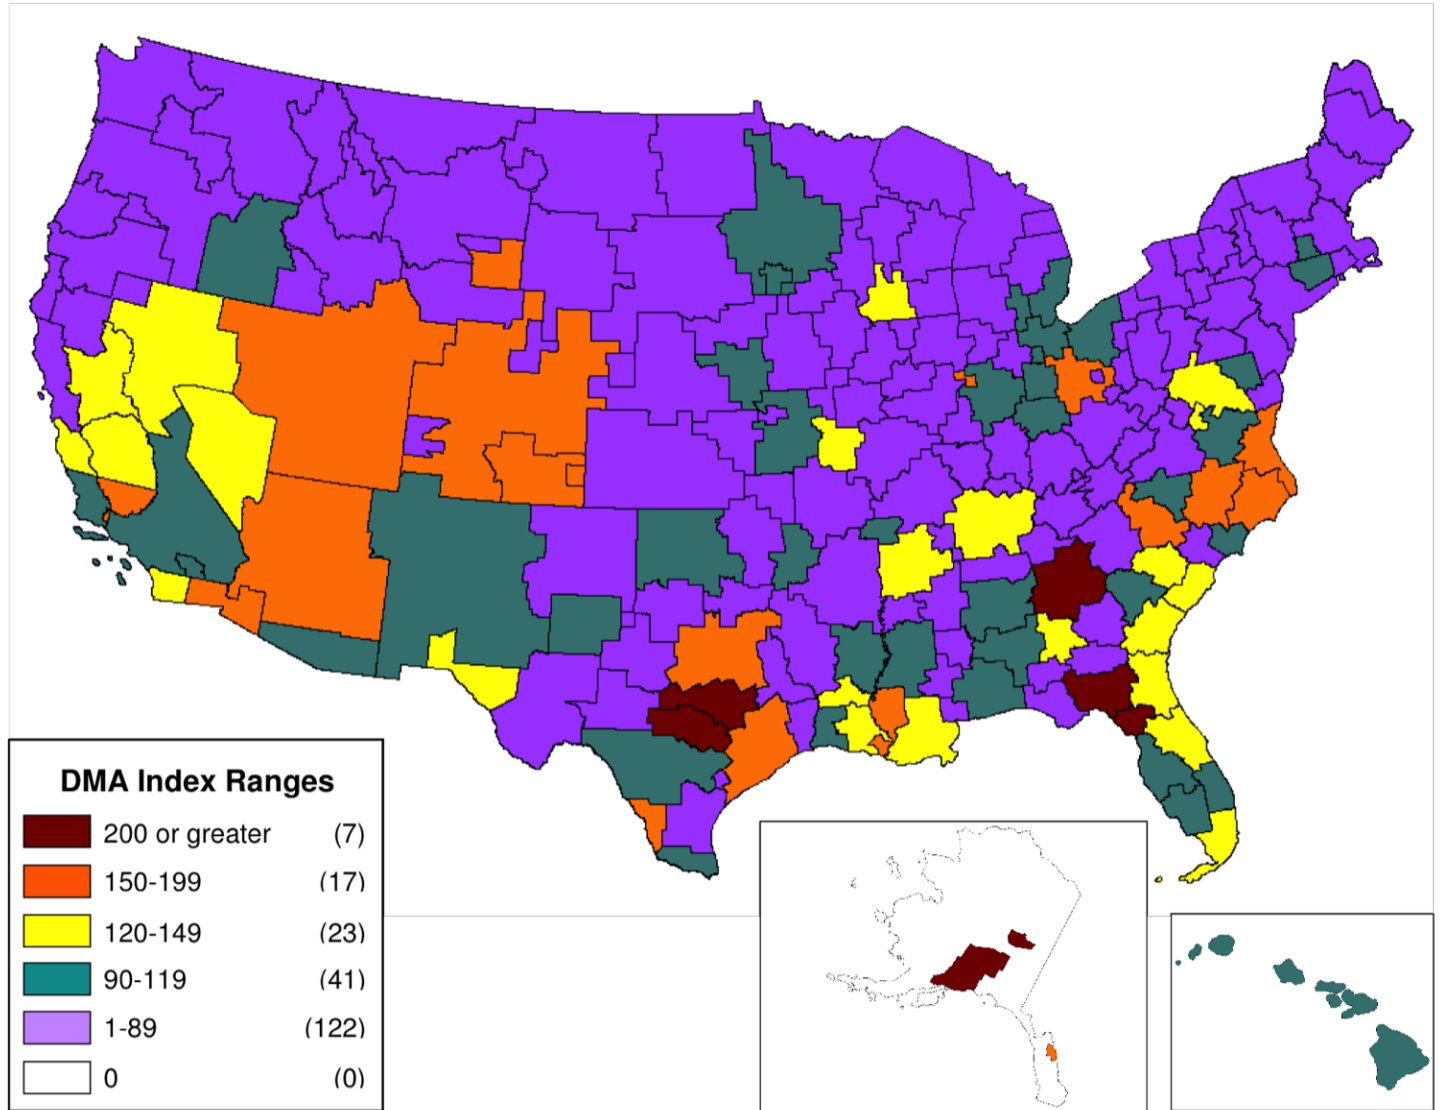 DMA Index Ranges
200 or greater (7)
150-199 (17)
120-149 (23)
90-119 (41)
1-89 (122)
0 (0)